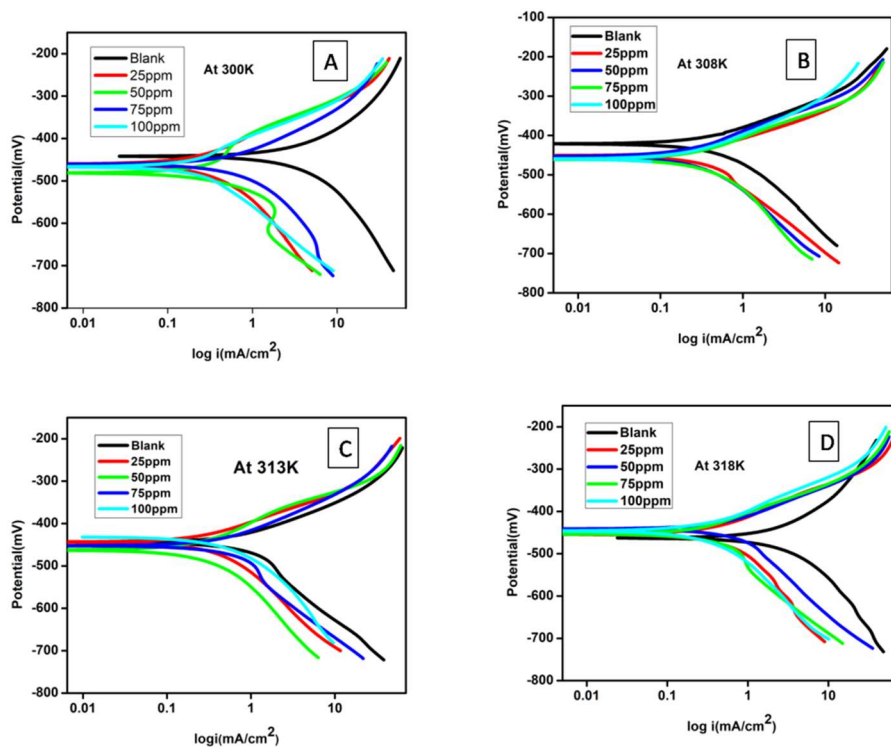 A
At 300K
Blank
25ppm
50ppm
75ppm
100ppm
Potential(mV)
-200
-300
-400
-500
-600
-700
-800
0.01
0.1
1
10
log i(mA/cm²)
B
At 308K
Blank
25ppm
50ppm
75ppm
100ppm
Potential(mV)
-100
-200
-300
-400
-500
-600
-700
-800
0.01
0.1
1
10
log i(mA/cm²)
C
At 313K
Blank
25ppm
50ppm
75ppm
100ppm
Potential(mV)
-200
-300
-400
-500
-600
-700
-800
0.01
0.1
1
10
logi(mA/cm²)
D
At 318K
Blank
25ppm
50ppm
75ppm
100ppm
Potential(mV)
-200
-300
-400
-500
-600
-700
-800
0.01
0.1
1
10
log i(mA/cm²)